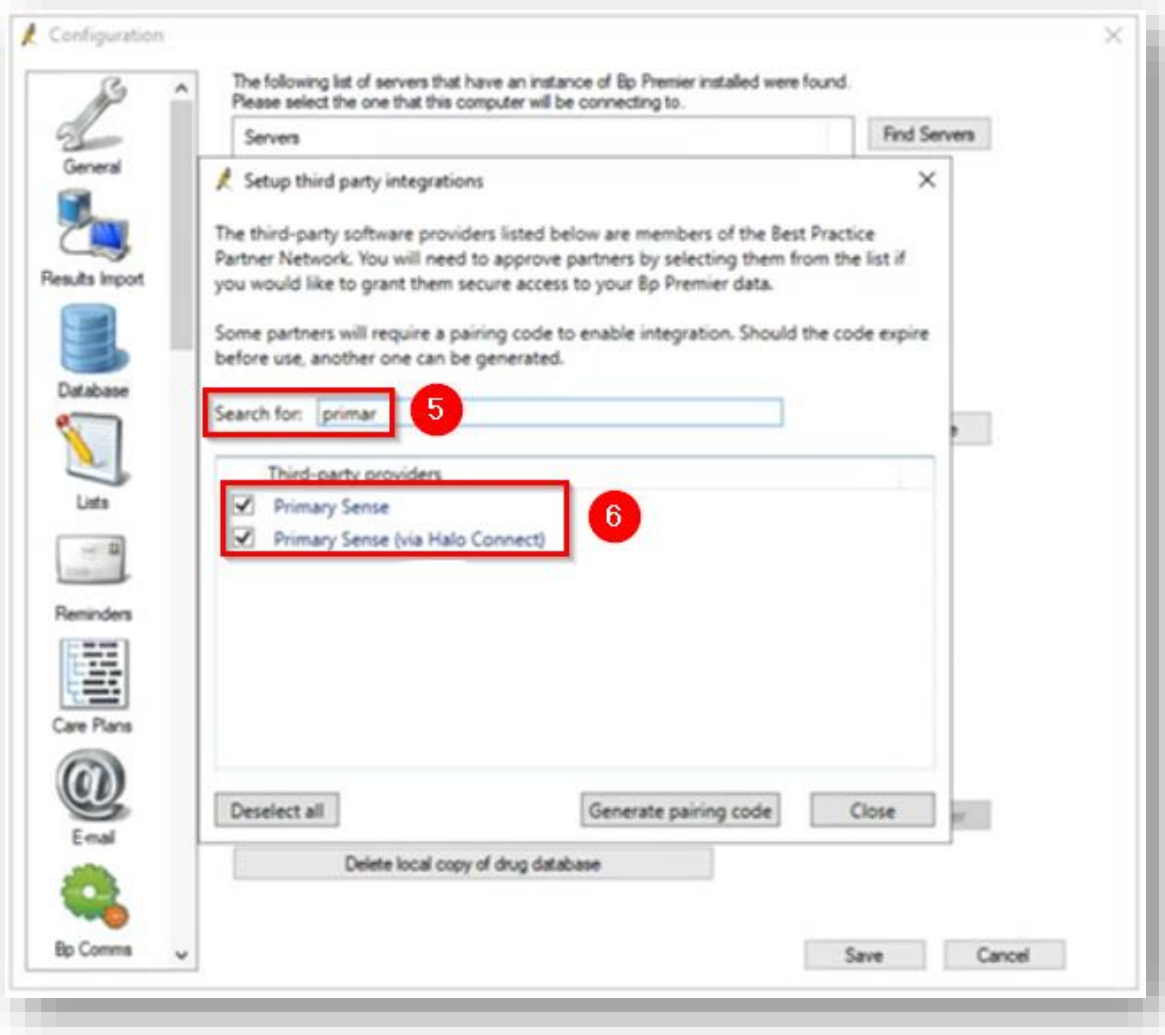 Configuration
General
Results Import
Database
Lists
Reminders
Care Plans
E-mail
Bp Comms
The following list of servers that have an instance of Bp Premier installed were found.
Please select the one that this computer will be connecting to.
Servers
Find Servers
Setup third party integrations
The third-party software providers listed below are members of the Best Practice
Partner Network. You will need to approve partners by selecting them from the list if
you would like to grant them secure access to your Bp Premier data.
Some partners will require a pairing code to enable integration. Should the code expire
before use, another one can be generated.
Search for: primar
5
Third-party providers
Primary Sense
Primary Sense (via Halo Connect)
6
Deselect all
Generate pairing code
Close
Delete local copy of drug database
Save
Cancel